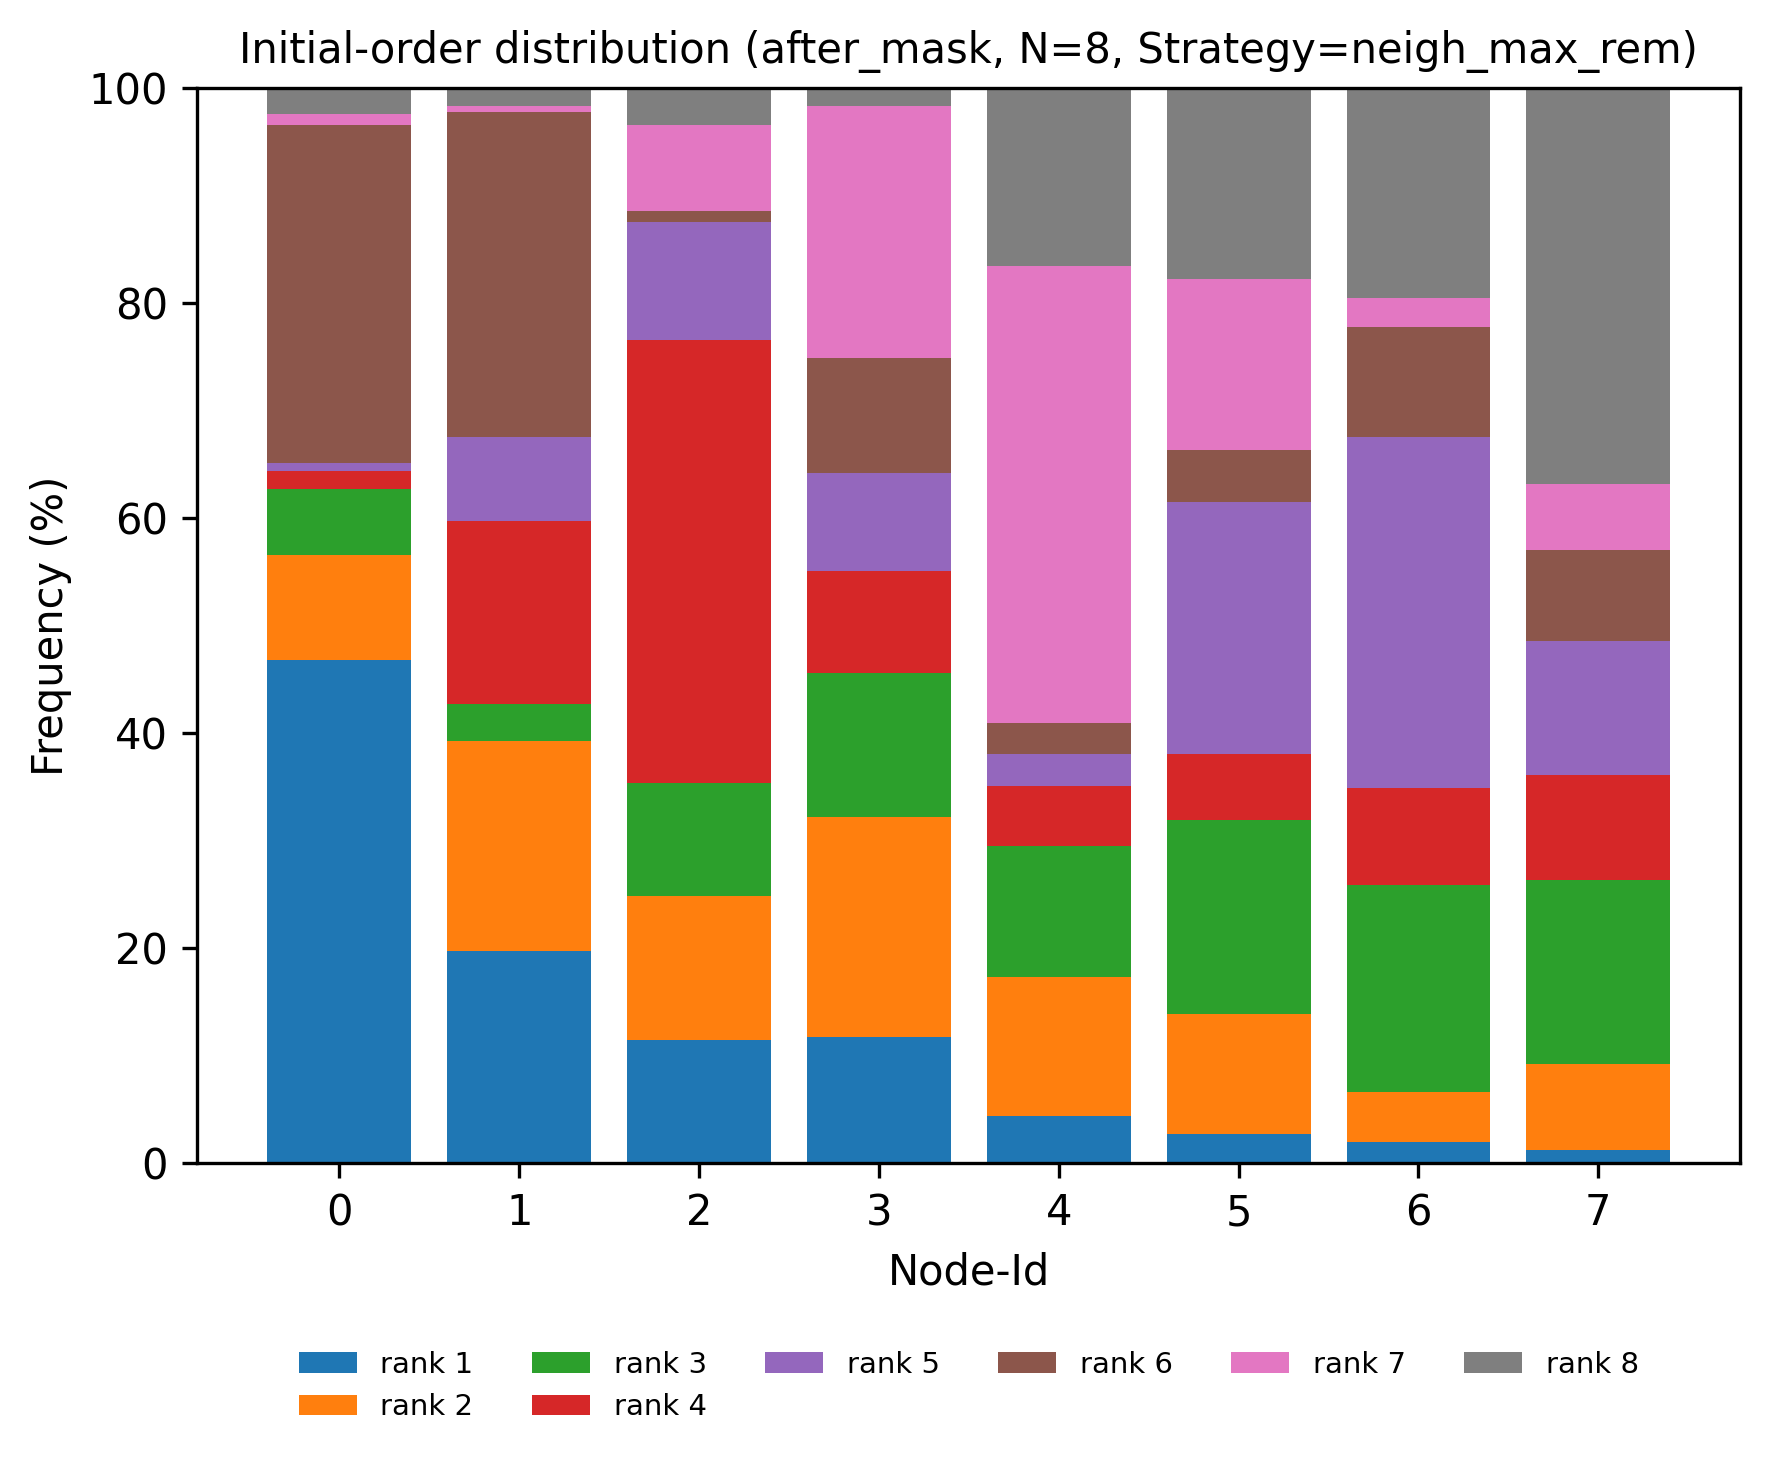 Initial-order distribution (after_mask, N=8, Strategy=neigh_max_rem)
100
80
60
40
20
0
Frequency (%)
0 1 2 3 4 5 6 7
Node-Id
rank 1 rank 3 rank 5 rank 6 rank 7 rank 8
rank 2 rank 4